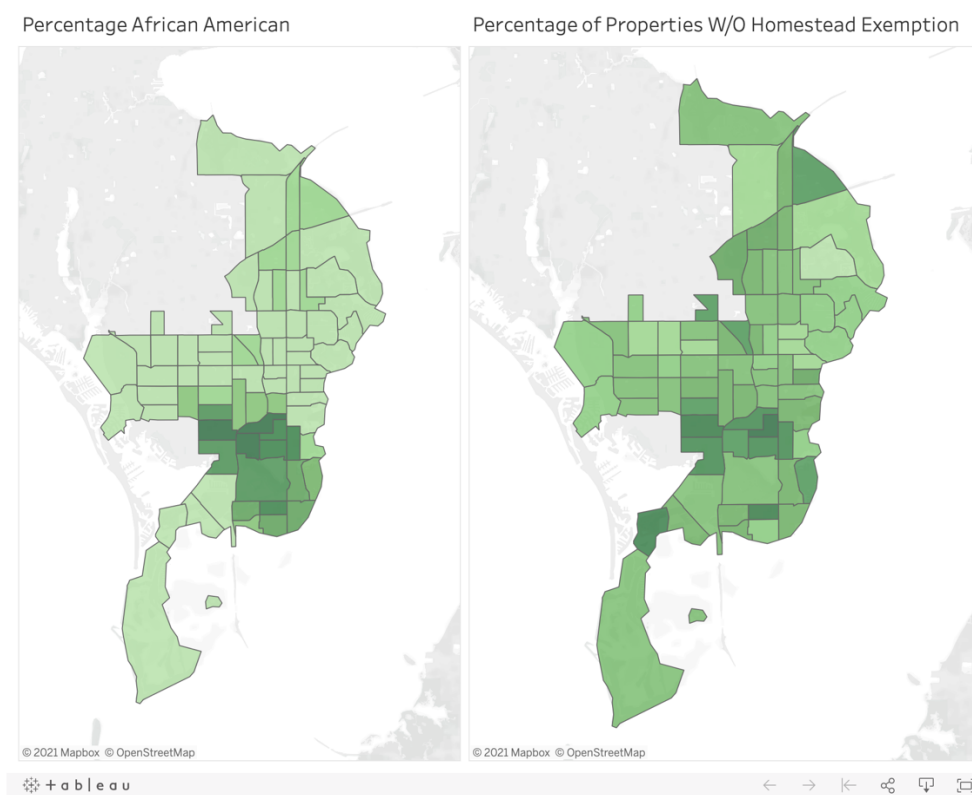 Percentage African American
Percentage of Properties W/O Homestead Exemption
© 2021 Mapbox © OpenStreetMap
© 2021 Mapbox © OpenStreetMap
+ a b | e a u